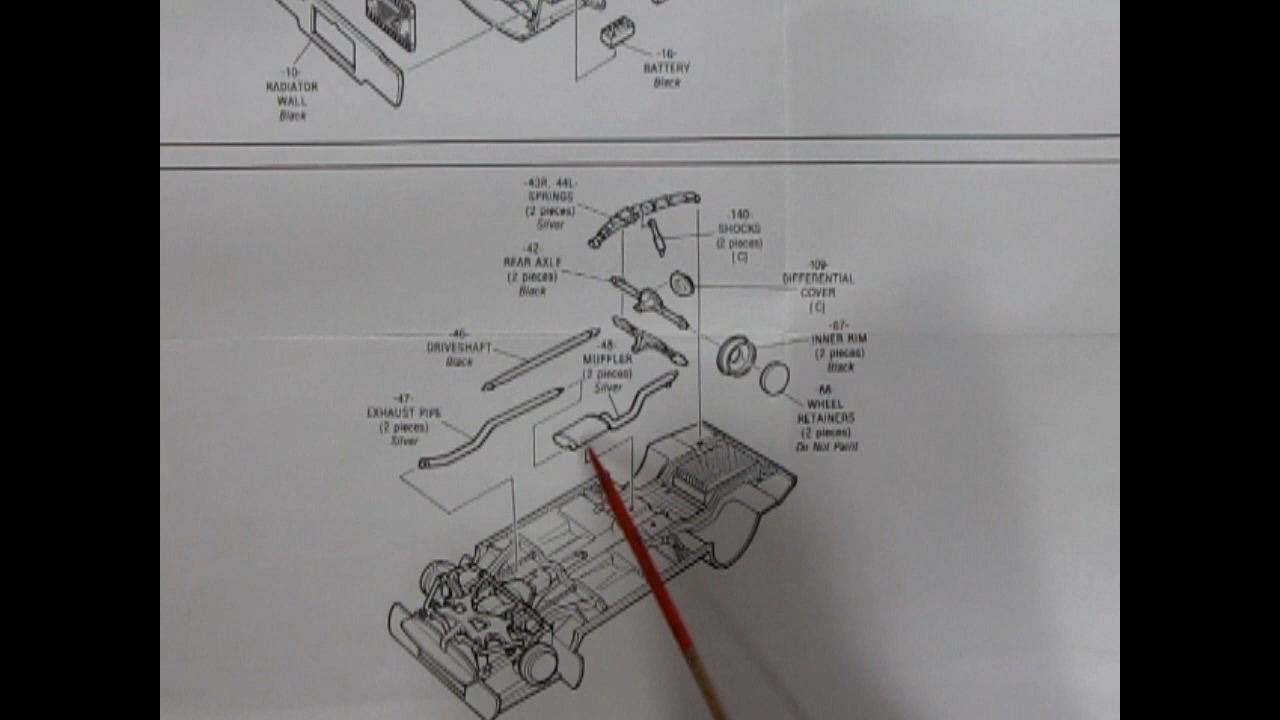 -10-
RADIATOR
WALL
Black
-16-
BATTERY
Black
-43R, 44L-
SPRINGS
(2 pieces)
Silver
-140-
SHOCKS
(2 pieces)
[C]
-42-
REAR AXLE
(2 pieces)
Black
-109-
DIFFERENTIAL
COVER
[C]
-46-
DRIVESHAFT
Black
-48-
MUFFLER
(2 pieces)
Silver
-67-
INNER RIM
(2 pieces)
Black
-47-
EXHAUST PIPE
(2 pieces)
Silver
WHEEL
RETAINERS
(2 pieces)
Do Not Paint